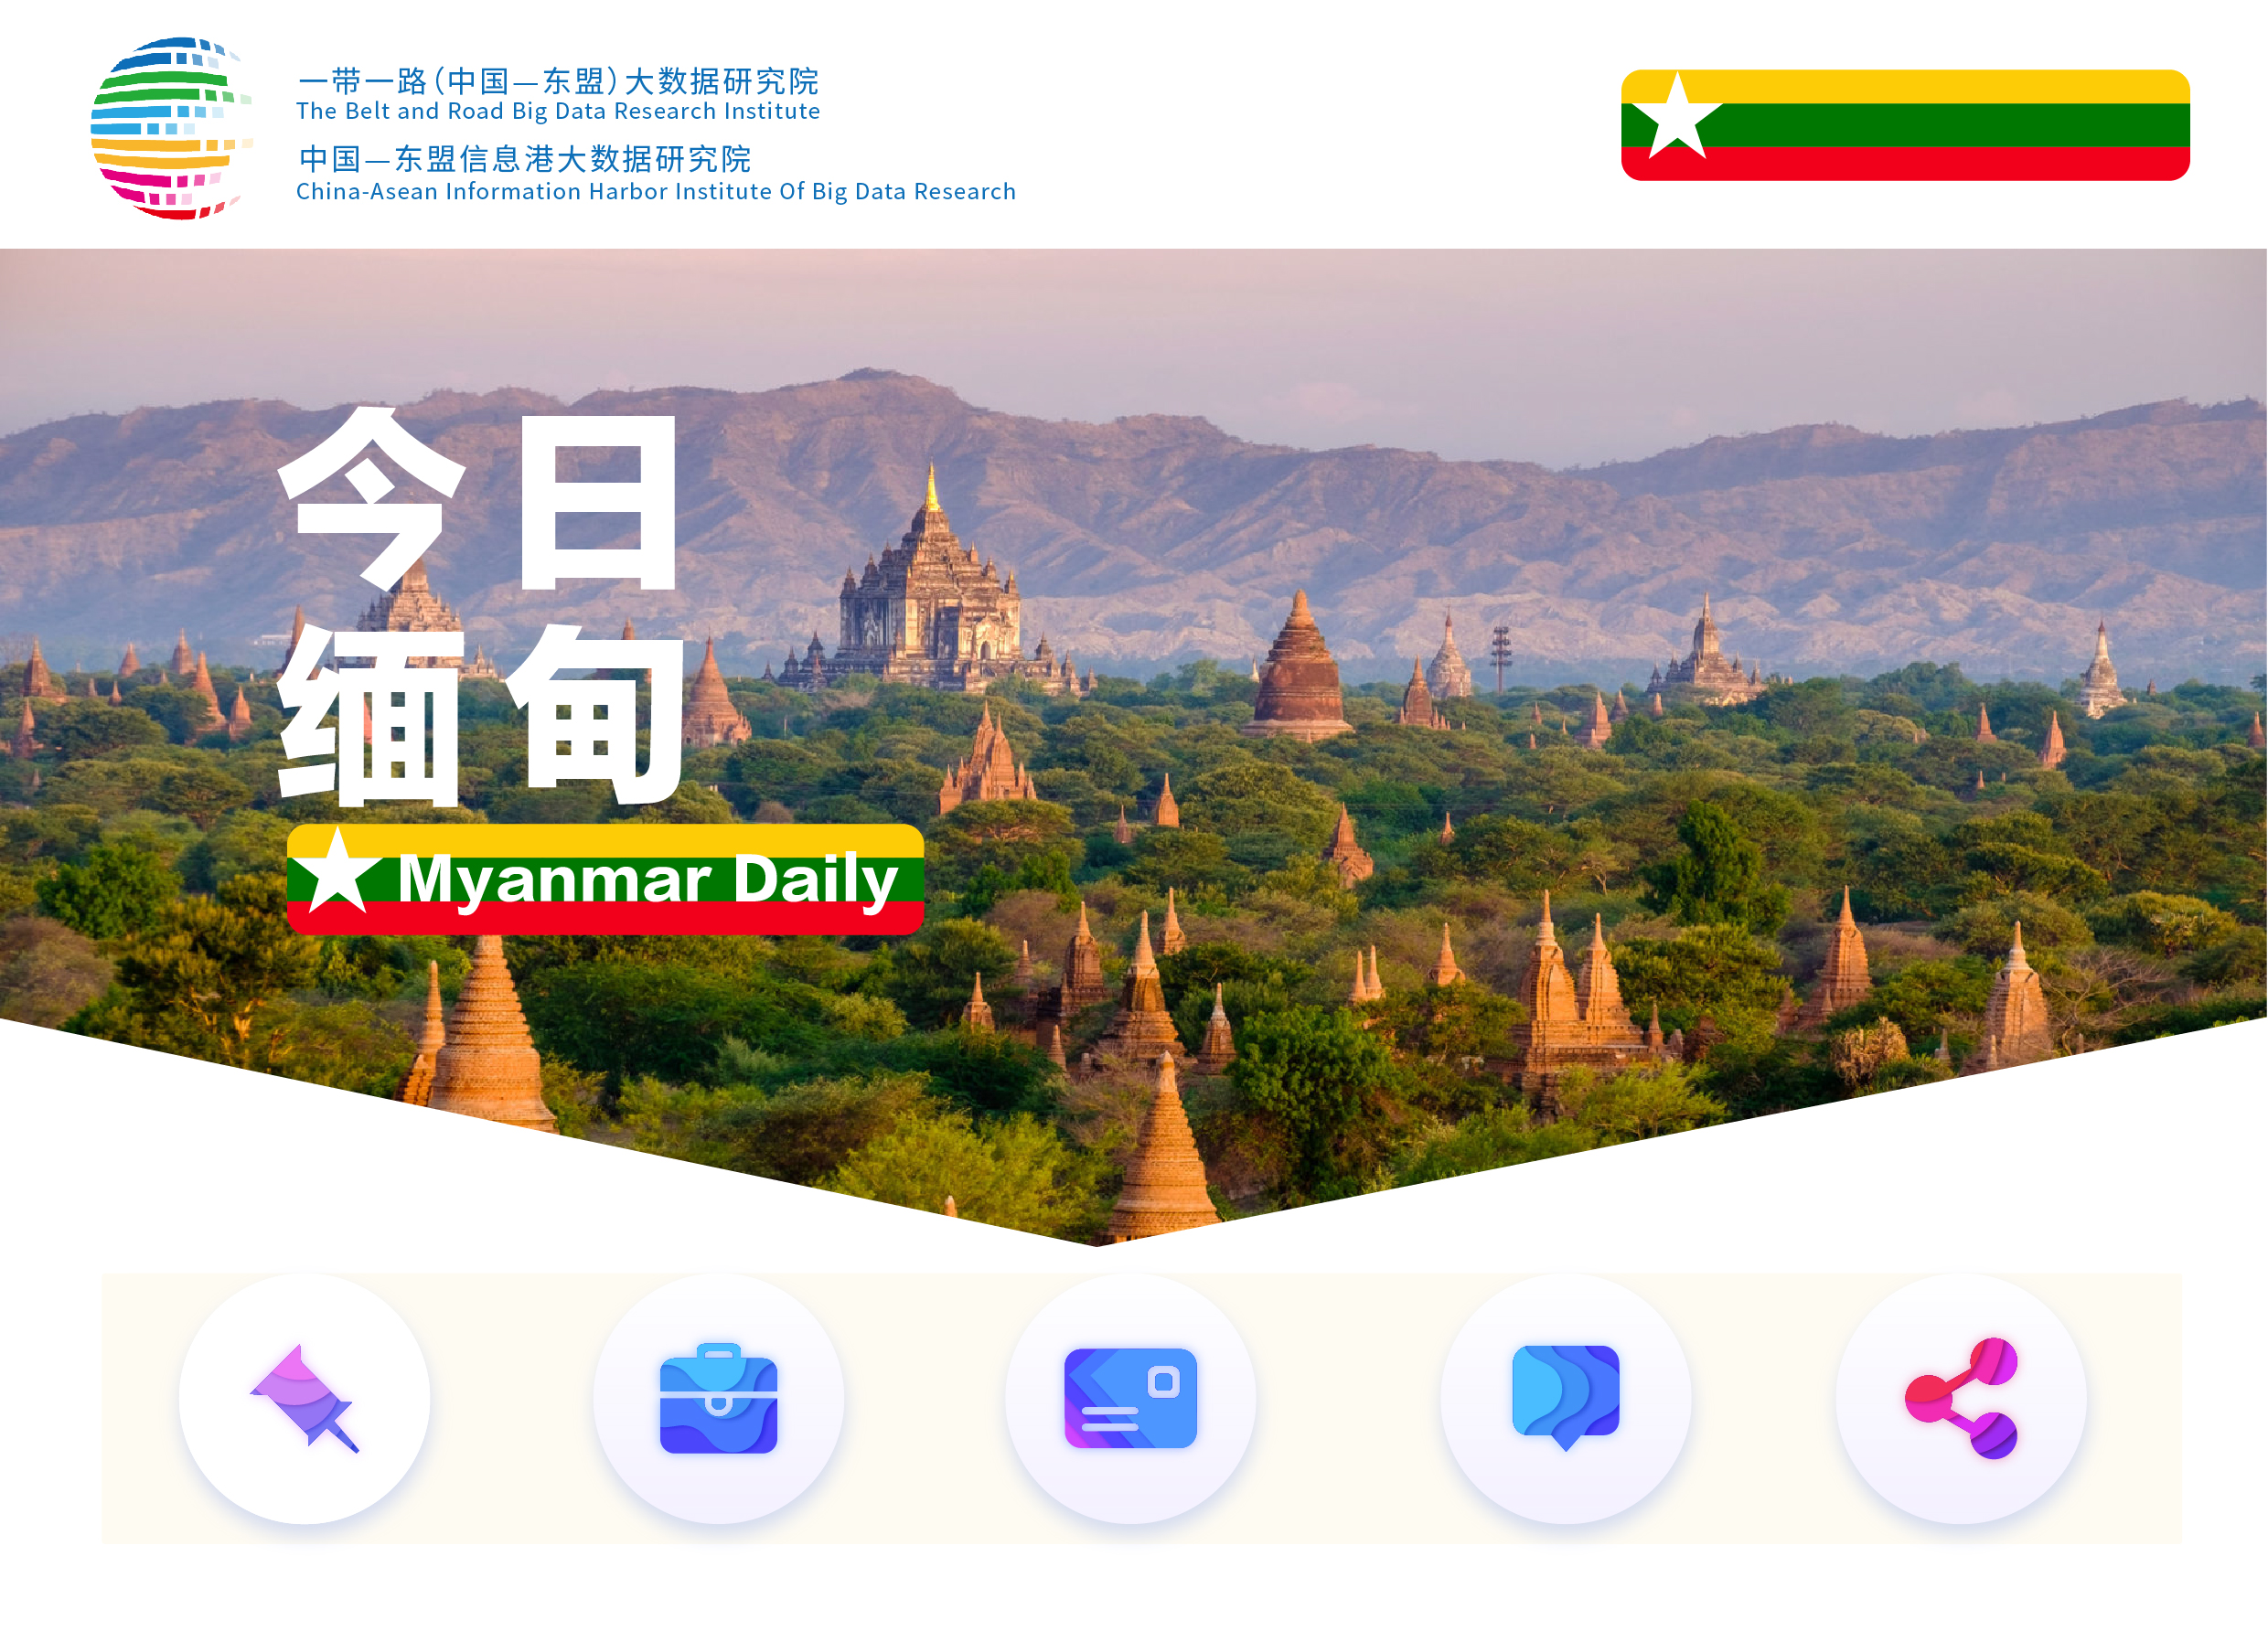 一带一路（中国—东盟）大数据研究院
The Belt and Road Big Data Research Institute
中国—东盟信息港大数据研究院
China-Asean Information Harbor Institute Of Big Data Research
今日
缅甸
Myanmar Daily